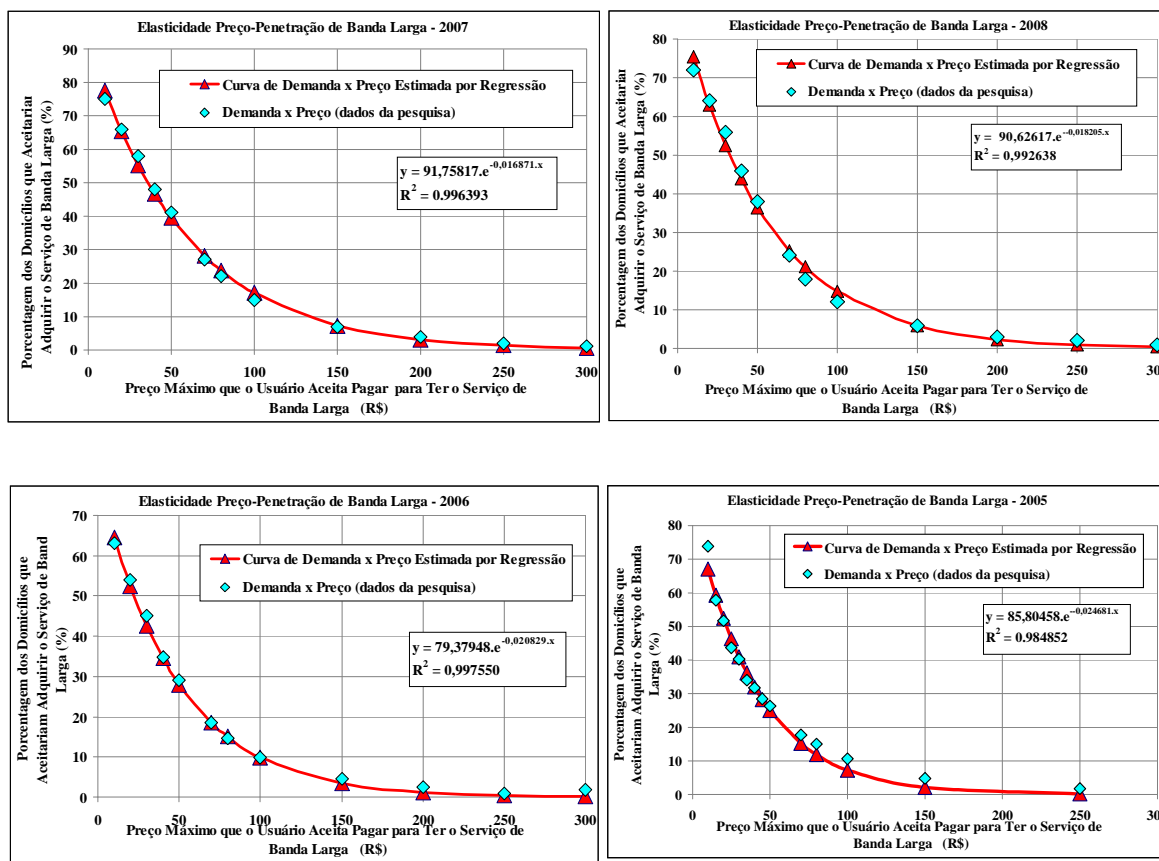 Elasticidade Preço-Penetração de Banda Larga - 2007
Porcentagem dos Domicílios que Aceitariam
Adquirir o Serviço de Banda Larga (%)
90
80
70
60
50
40
30
20
10
0
Curva de Demanda x Preço Estimada por Regressão
Demanda x Preço (dados da pesquisa)
y = 91,75817.e^-0,016871.x
R² = 0.996393
0 50 100 150 200 250 300
Preço Máximo que o Usuário Aceita Pagar para Ter o Serviço de
Banda Larga (R$)
Elasticidade Preço-Penetração de Banda Larga -2008
Porcentagem dos Domicílios que Aceitariam
Adquirir o Serviço de Banda Larga (%)
80
70
60
50
40
30
20
10
0
Curva de Demanda x Preço Estimada por Regressão
Demanda x Preço (dados da pesquisa)
y = 90,62617.e^--0,018205.x
R² = 0,992638
0 50 100 150 200 250 300
Preço Máximo que o Usuário Aceita Pagar para Ter o Serviço de
Banda Larga (R$)
Elasticidade Preço-Penetração de Banda Larga - 2006
Porcentagem dos Domicílios que
Aceitariam Adquirir o Serviço de Band
Larga (%)
70
60
50
40
30
20
10
0
Curva de Demanda x Preço Estimada por Regressão
Demanda x Preço (dados da pesquisa)
y = 79,37948.e^-0,020829.x
R² = 0,997550
0 50 100 150 200 250 300
Preço Máximo que o Usuário Aceita Pagar para Ter o Serviço de
Banda Larga (R$)
Elasticidade Preço-Penetração de Banda Larga - 2005
Porcentagem dos Domicílios que
Aceitariam Adquirir o Serviço de Banda
Larga (%)
80
70
60
50
40
30
20
10
0
Curva de Demanda x Preço Estimada por Regressão
Demanda x Preço (dados da pesquisa)
y = 85,80458.e^--0,024681.x
R² = 0.984852
0 50 100 150 200 250 300
Preço Máximo que o Usuário Aceita Pagar para Ter o Serviço de
Banda Larga (R$)